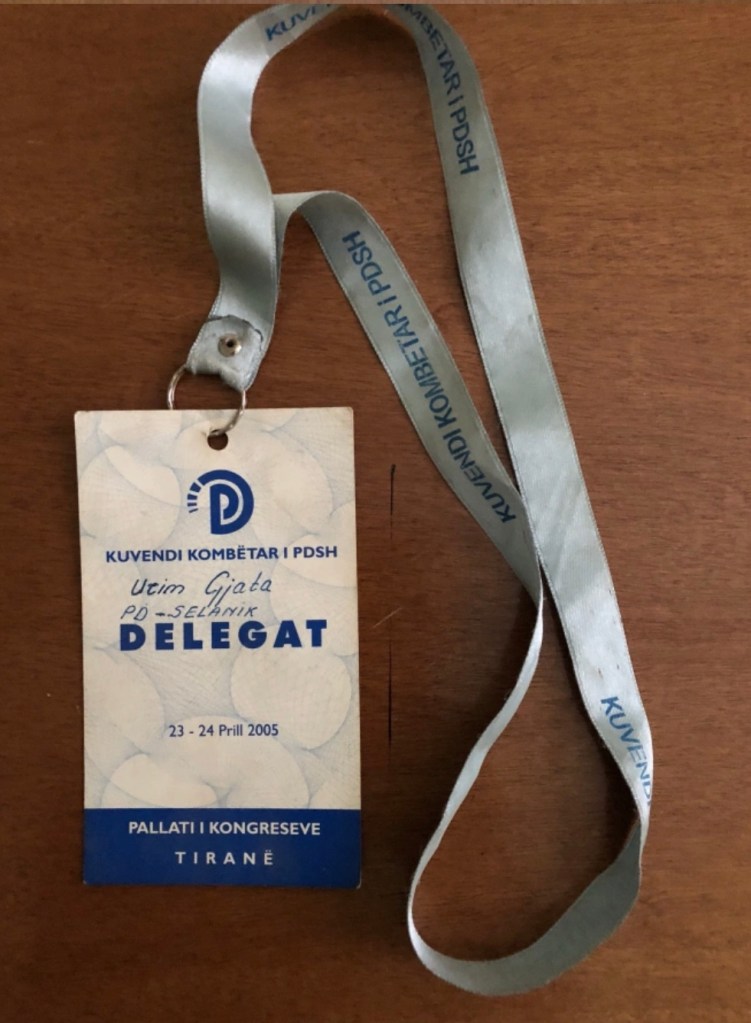 KUVENDI KOMBËTAR I PDSH
KUVENDI KOMBËTAR I PDSH
KUVENDI
KUVENDI KOMBËTAR I PDSH
Urim Gjata
PD - SELANIK
DELEGAT
23 - 24 Prill 2005
PALLATI I KONGRESEVE
TIRANË